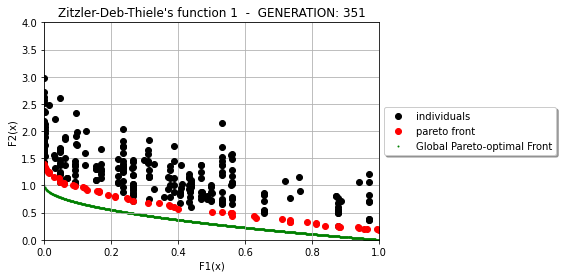 Zitzler-Deb-Thiele's function 1 - GENERATION: 351
4.0
3.5
3.0
2.5
2.0
1.5
1.0
0.5
0.0
F2(x)
0.0 0.2 0.4 0.6 0.8 1.0
F1(x)
individuals
pareto front
Global Pareto-optimal Front